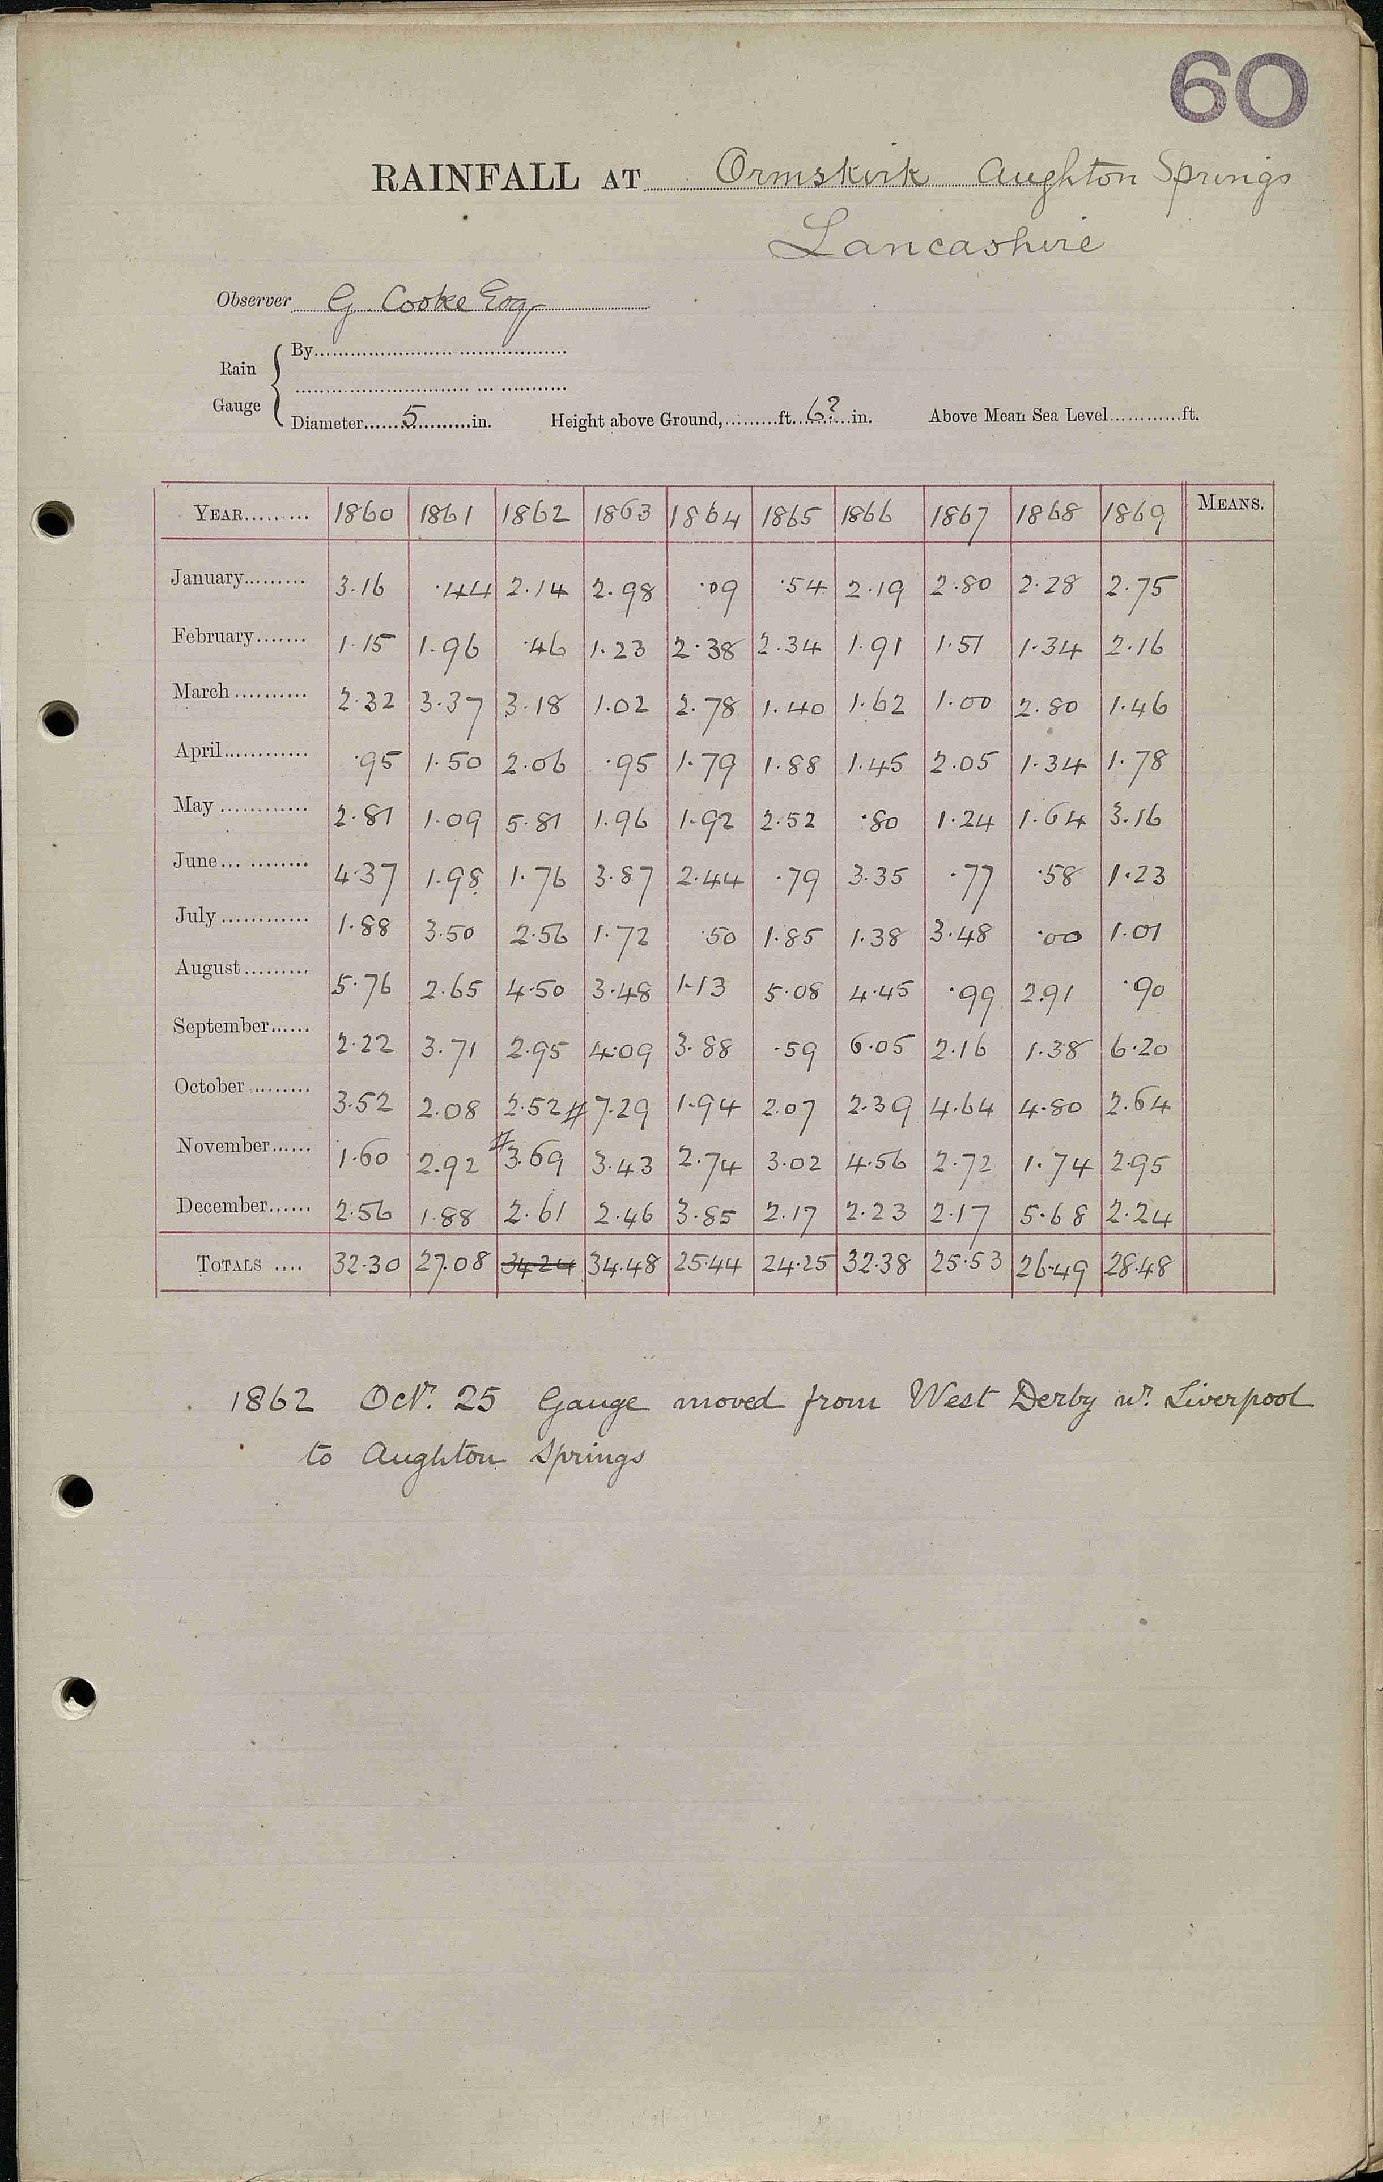 60
RAINFALL AT Ormskirk Aughton Springs
Lancashire
Observer G. Cooke Esq
Rain Gauge
By
Diameter 5 in. Height above Ground, ft. 6? in. Above Mean Sea Level ft.
YEAR 1860 1861 1862 1863 1864 1865 1866 1867 1868 1869 MEANS.
January 3.16 .44 2.14 2.98 .09 .54 2.19 2.80 2.28 2.75
February 1.15 1.96 .46 1.23 2.38 2.34 1.91 1.51 1.34 2.16
March 2.32 3.37 3.18 1.02 2.78 1.40 1.62 1.00 2.80 1.46
April .95 1.50 2.06 .95 1.79 1.88 1.45 2.05 1.34 1.78
May 2.81 1.09 5.81 1.96 1.92 2.52 .80 1.24 1.64 3.16
June 4.37 1.98 1.76 3.87 2.44 .79 3.35 .77 .58 1.23
July 1.88 3.50 2.56 1.72 .50 1.85 1.38 3.48 .00 1.01
August 5.76 2.65 4.50 3.48 1.13 5.08 4.45 .99 2.91 .90
September 2.22 3.71 2.95 4.09 3.88 .59 6.05 2.16 1.38 6.20
October 3.52 2.08 2.52 # 7.29 1.94 2.07 2.39 4.64 4.80 2.64
November 1.60 2.92 # 3.69 3.43 2.74 3.02 4.56 2.72 1.74 2.95
December 2.56 1.88 2.61 2.46 3.85 2.17 2.23 2.17 5.68 2.24
TOTALS 32.30 27.08 34.24 34.48 25.44 24.25 32.38 25.53 26.49 28.48
1862 Octr. 25 Gauge moved from West Derby nr. Liverpool
to Aughton Springs